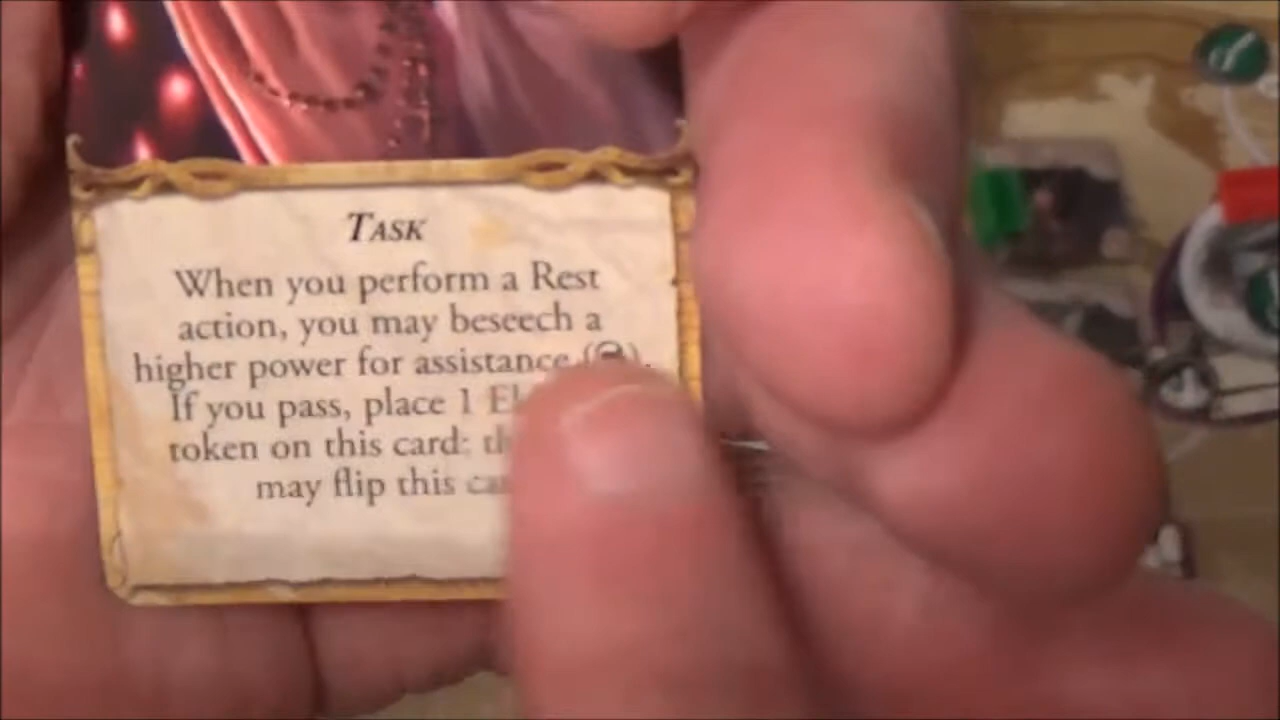 TASK
When you perform a Rest
action, you may beseech a
higher power for assistance ( ).
If you pass, place 1
token on this card;
may flip this